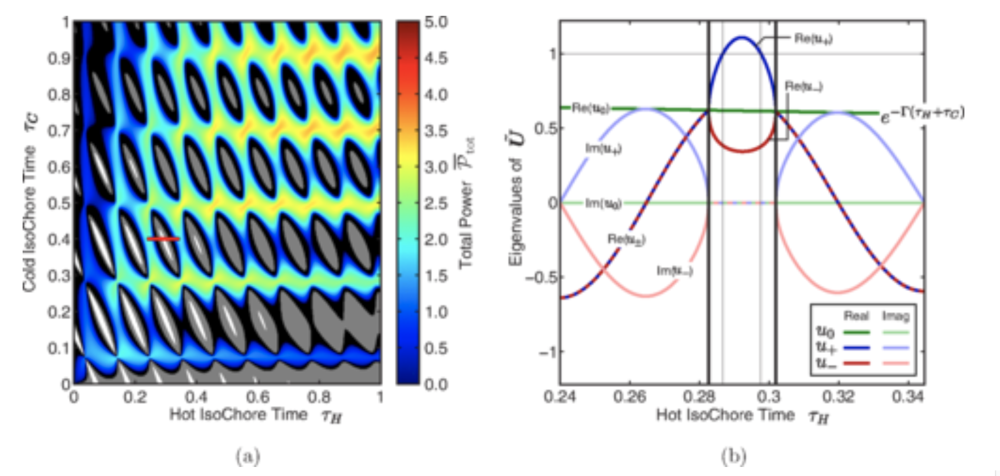 1
0.9
0.8
0.7
0.6
0.5
0.4
0.3
0.2
0.1
0
Cold IsoChore Time τC
0 0.2 0.4 0.6 0.8 1
Hot IsoChore Time τH
5.0
4.5
4.0
3.5
3.0
2.5
2.0
1.5
1.0
0.5
0.0
Total Power P̅tot
(a)
1
0.5
0
−0.5
−1
Eigenvalues of Ũ
Re(u+)
Re(u−)
Re(u0)
e−Γ(τH+τC)
Im(u+)
Im(u0)
Re(u±)
Im(u−)
Real Imag
u0
u+
u−
0.24 0.26 0.28 0.3 0.32 0.34
Hot IsoChore Time τH
(b)